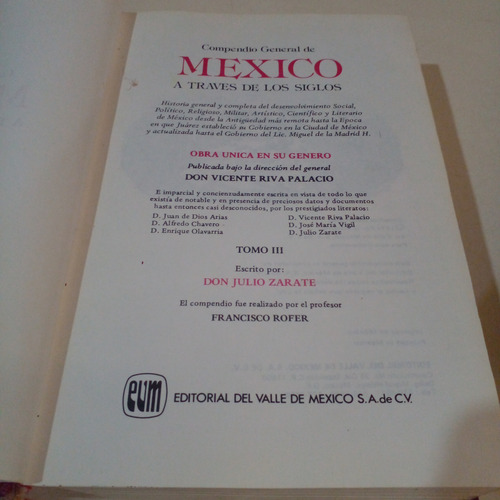 Compendio General de
MEXICO
A TRAVES DE LOS SIGLOS
Historia general y completa del desenvolvimiento Social,
Político, Religioso, Militar, Artístico, Científico y Literario
de México desde la Antigüedad más remota hasta la Epoca
en que Juárez estableció su Gobierno en la Ciudad de México
y actualizada hasta el Gobierno del Lic. Miguel de la Madrid H.
OBRA UNICA EN SU GENERO
Publicada bajo la dirección del general
DON VICENTE RIVA PALACIO
E imparcial y concienzudamente escrita en vista de todo lo que
existía de notable y en presencia de preciosos datos y documentos
hasta entonces casi desconocidos, por los prestigiados literatos:
D. Juan de Dios Arias D. Vicente Riva Palacio
D. Alfredo Chavero D. José María Vigil
D. Enrique Olavarria D. Julio Zarate
TOMO III
Escrito por:
DON JULIO ZARATE
El compendio fue realizado por el profesor
FRANCISCO ROFER
eum EDITORIAL DEL VALLE DE MEXICO S.A. de C.V.